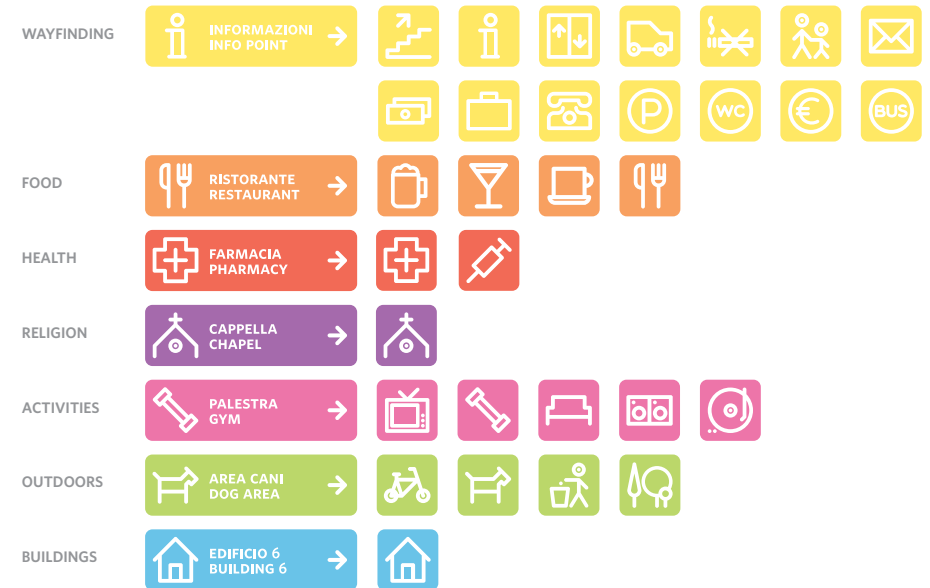 WAYFINDING
INFORMAZIONI
INFO POINT
P
WC
€
BUS
FOOD
RISTORANTE
RESTAURANT
HEALTH
FARMACIA
PHARMACY
RELIGION
CAPPELLA
CHAPEL
ACTIVITIES
PALESTRA
GYM
OUTDOORS
AREA CANI
DOG AREA
BUILDINGS
EDIFICIO 6
BUILDING 6